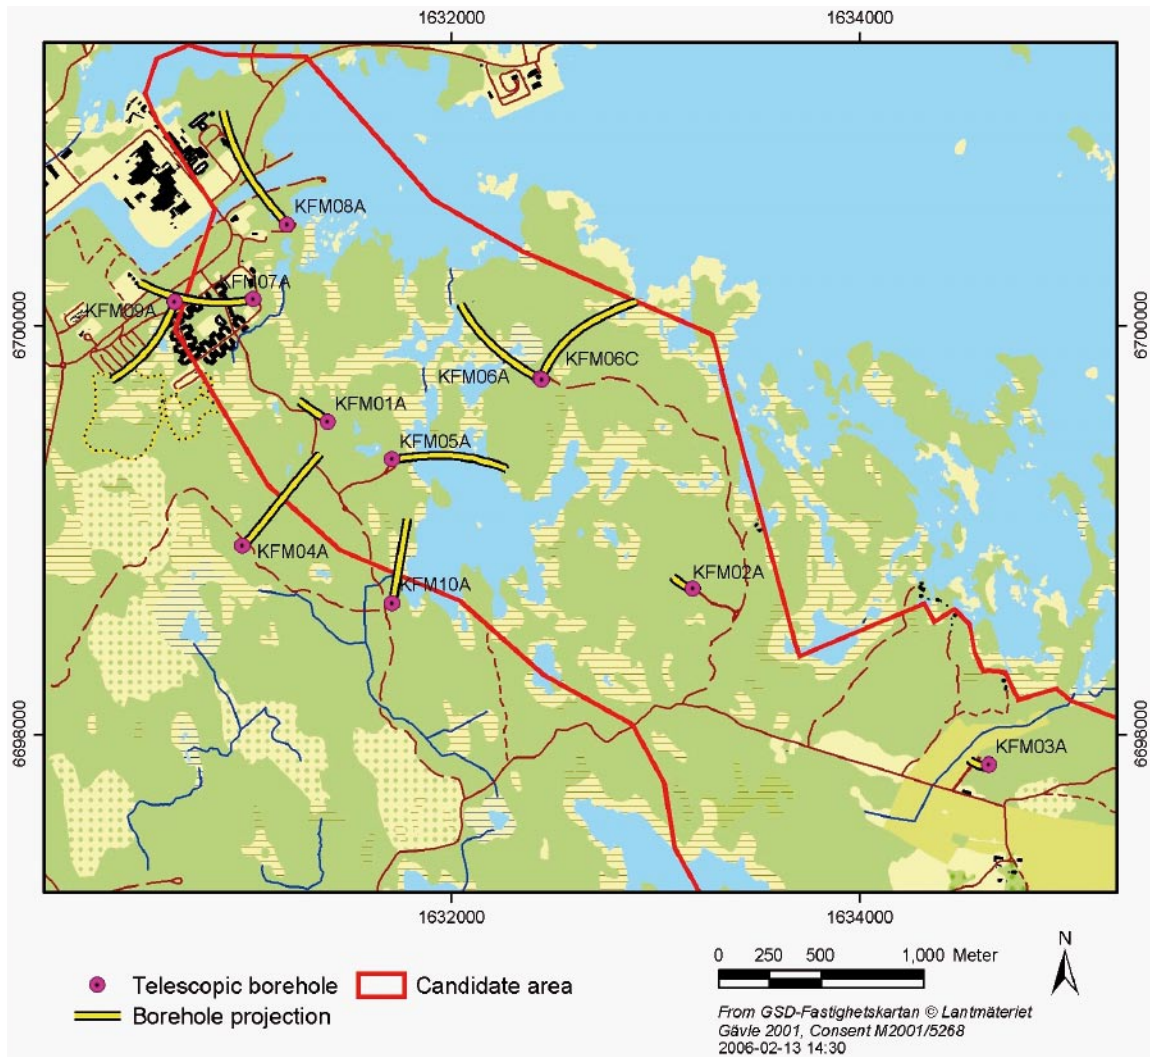 1632000
1634000
KFM08A
KFM07A
KFM09A
6700000
6700000
KFM06C
KFM06A
KFM01A
KFM05A
KFM04A
KFM02A
KFM10A
6698000
6698000
KFM03A
1632000
1634000
N
0 250 500 1,000 Meter
Telescopic borehole
Candidate area
Borehole projection
From GSD-Fastighetskartan © Lantmäteriet
Gävle 2001, Consent M2001/5268
2006-02-13 14:30